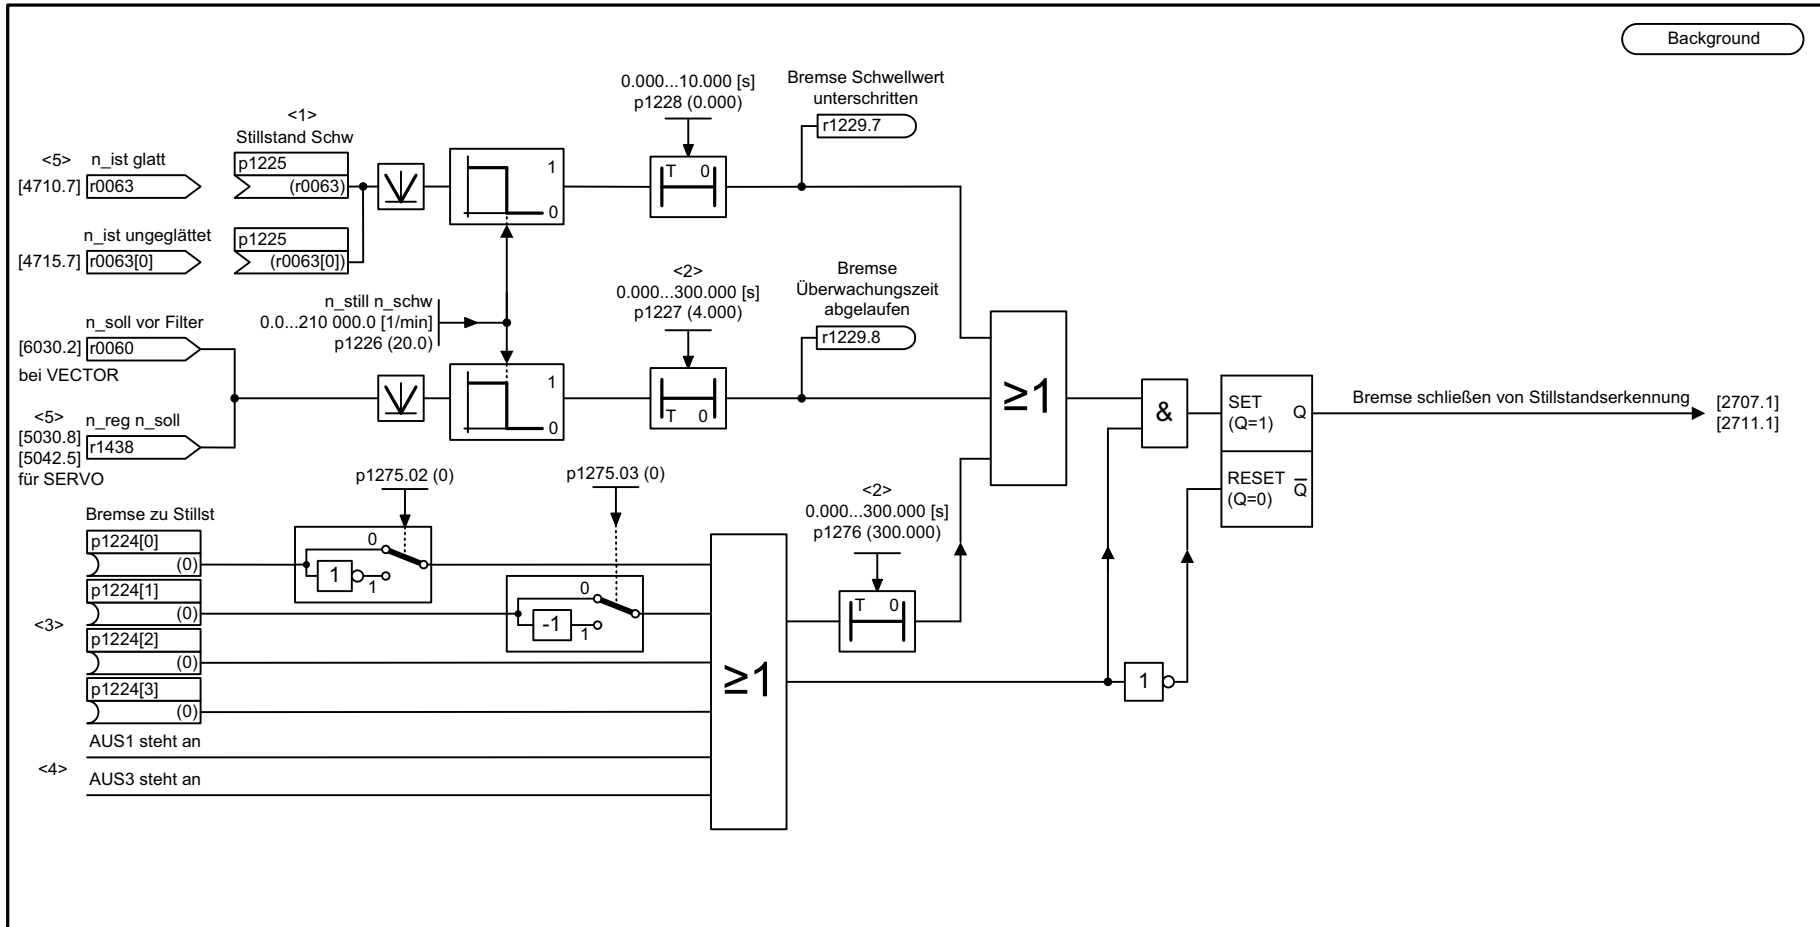 Background
0.000...10.000 [s]
p1228 (0.000)
Bremse Schwellwert
unterschritten
r1229.7
<1>
Stillstand Schw
<5> n_ist glatt
[4710.7] r0063
p1225
(r0063)
1
0
T 0
n_ist ungeglättet
[4715.7] r0063[0]
p1225
(r0063[0])
n_still n_schw
0.0...210 000.0 [1/min]
p1226 (20.0)
<2>
0.000...300.000 [s]
p1227 (4.000)
Bremse
Überwachungszeit
abgelaufen
r1229.8
n_soll vor Filter
[6030.2] r0060
bei VECTOR
<5> n_reg n_soll
[5030.8]
[5042.5] r1438
für SERVO
1
0
T 0
≥1
&
SET
(Q=1)
Q
RESET
(Q=0)
Q̅
Bremse schließen von Stillstandserkennung
[2707.1]
[2711.1]
p1275.02 (0)
p1275.03 (0)
<2>
0.000...300.000 [s]
p1276 (300.000)
T 0
Bremse zu Stillst
p1224[0]
(0)
0
1
1
p1224[1]
(0)
0
-1
1
<3>
p1224[2]
(0)
p1224[3]
(0)
≥1
1
AUS1 steht an
<4>
AUS3 steht an